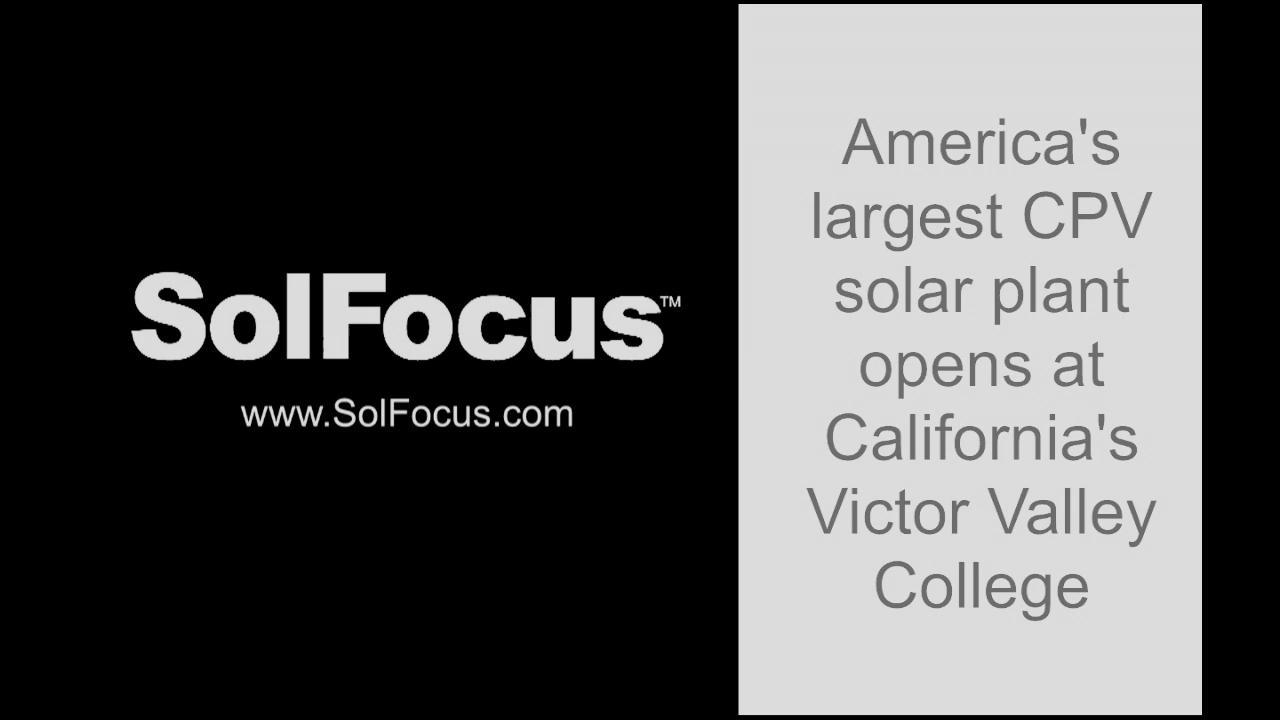 SolFocus™
www.SolFocus.com
America's
largest CPV
solar plant
opens at
California's
Victor Valley
College